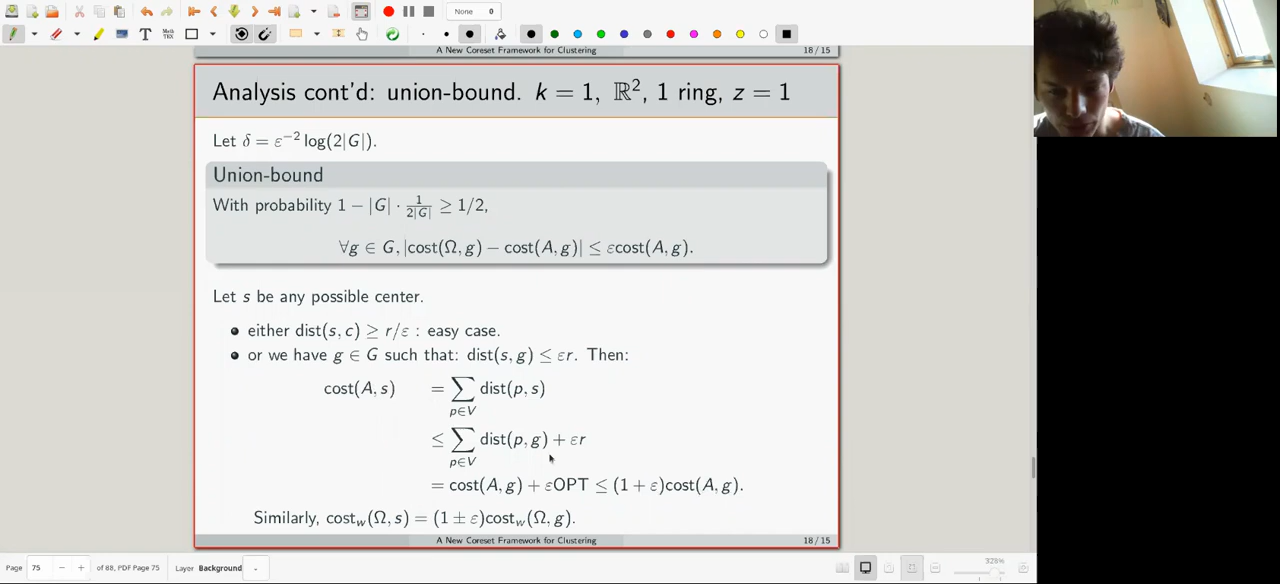 None 0
A New Coreset Framework for Clustering 18 / 15
Analysis cont'd: union-bound. k = 1, ℝ², 1 ring, z = 1
Let δ = ε⁻² log(2|G|).
Union-bound
With probability 1 − |G| · 1/2|G| ≥ 1/2,
∀g ∈ G, |cost(Ω, g) − cost(A, g)| ≤ εcost(A, g).
Let s be any possible center.
either dist(s, c) ≥ r/ε : easy case.
or we have g ∈ G such that: dist(s, g) ≤ εr. Then:
cost(A, s) = ∑ p∈V dist(p, s)
≤ ∑ p∈V dist(p, g) + εr
= cost(A, g) + εOPT ≤ (1 + ε)cost(A, g).
Similarly, cost_w(Ω, s) = (1 ± ε)cost_w(Ω, g).
A New Coreset Framework for Clustering 18 / 15
Page 75 of 88, PDF Page 75 Layer Background 328%